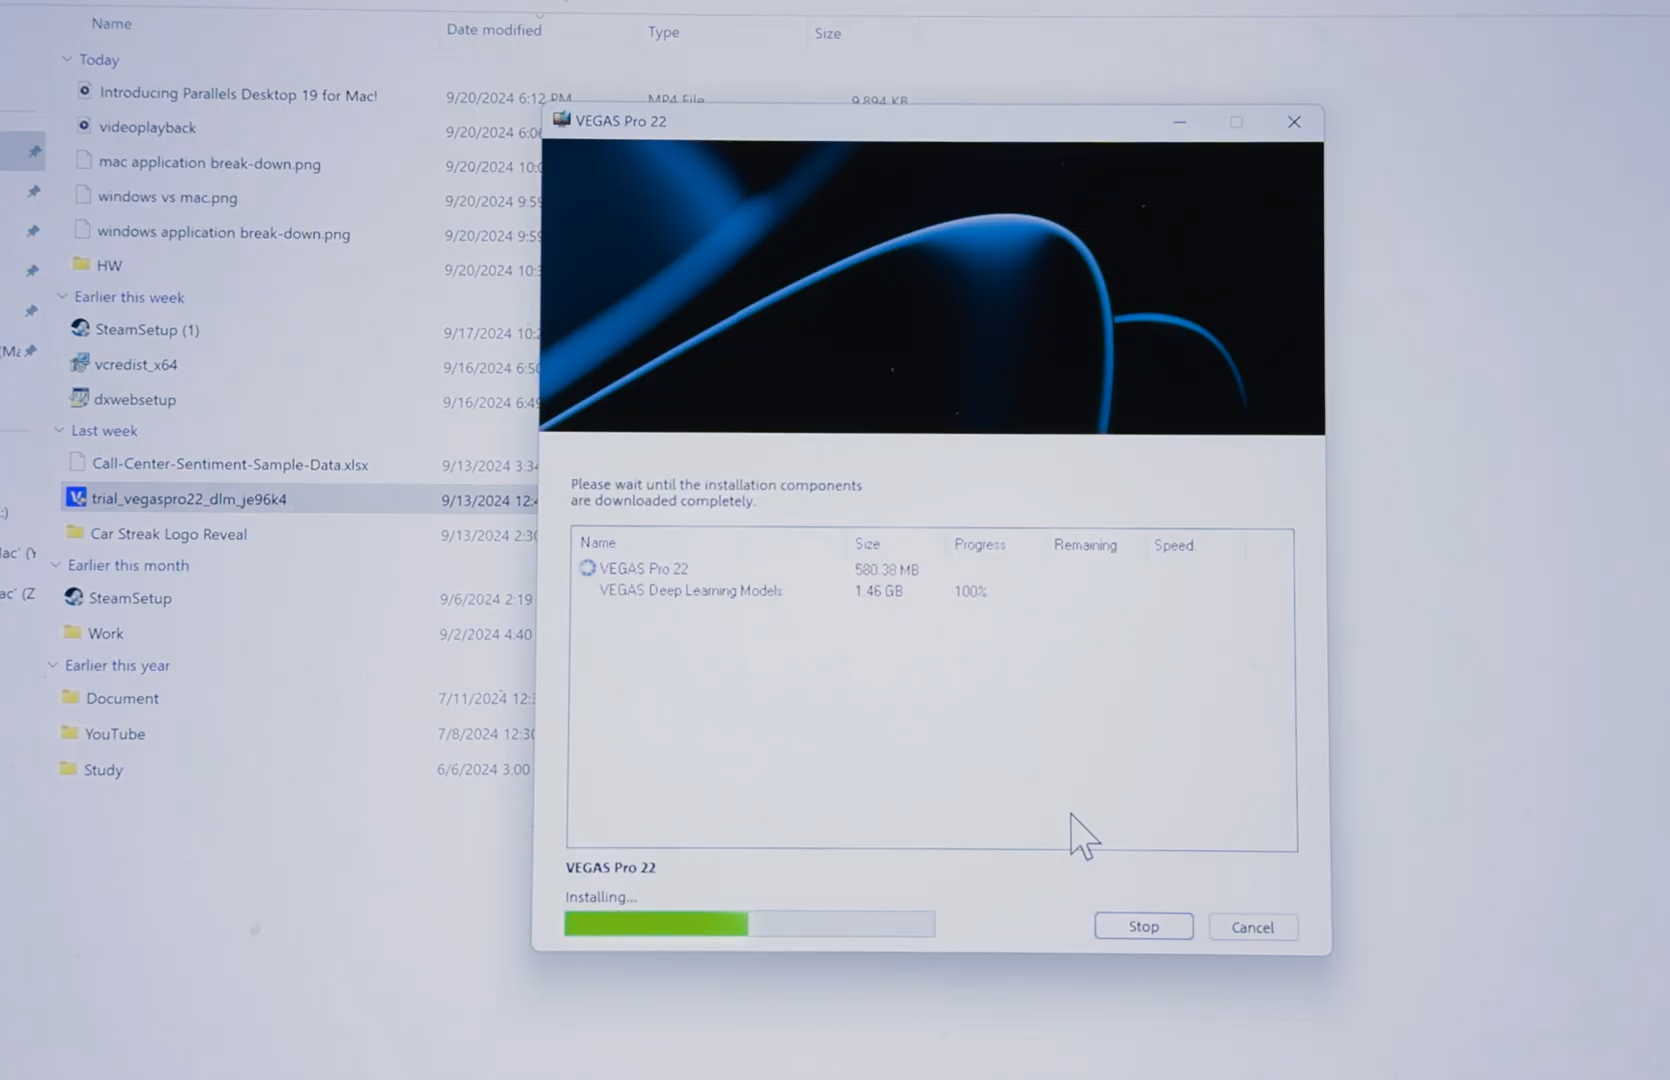 Name Date modified Type Size
Today
Introducing Parallels Desktop 19 for Mac! 9/20/2024 6:12 PM MP4 File 9,894 KB
VEGAS Pro 22
videoplayback 9/20/2024 6:0
mac application break-down.png 9/20/2024 10:
windows vs mac.png 9/20/2024 9:59
windows application break-down.png 9/20/2024 9:59
HW 9/20/2024 10:
Earlier this week
SteamSetup (1) 9/17/2024 10:
vcredist_x64 9/16/2024 6:50
dxwebsetup 9/16/2024 6:49
Last week
Call-Center-Sentiment-Sample-Data.xlsx 9/13/2024 3:34
trial_vegaspro22_dlm_je96k4 9/13/2024 12:
Car Streak Logo Reveal 9/13/2024 2:30
Earlier this month
SteamSetup 9/6/2024 2:19
Work 9/2/2024 4:40
Earlier this year
Document 7/11/2024 12:
YouTube 7/8/2024 12:30
Study 6/6/2024 3:00
Please wait until the installation components
are downloaded completely.
Name Size Progress Remaining Speed
VEGAS Pro 22 580.38 MB
VEGAS Deep Learning Models 1.46 GB 100%
VEGAS Pro 22
Installing...
Stop Cancel